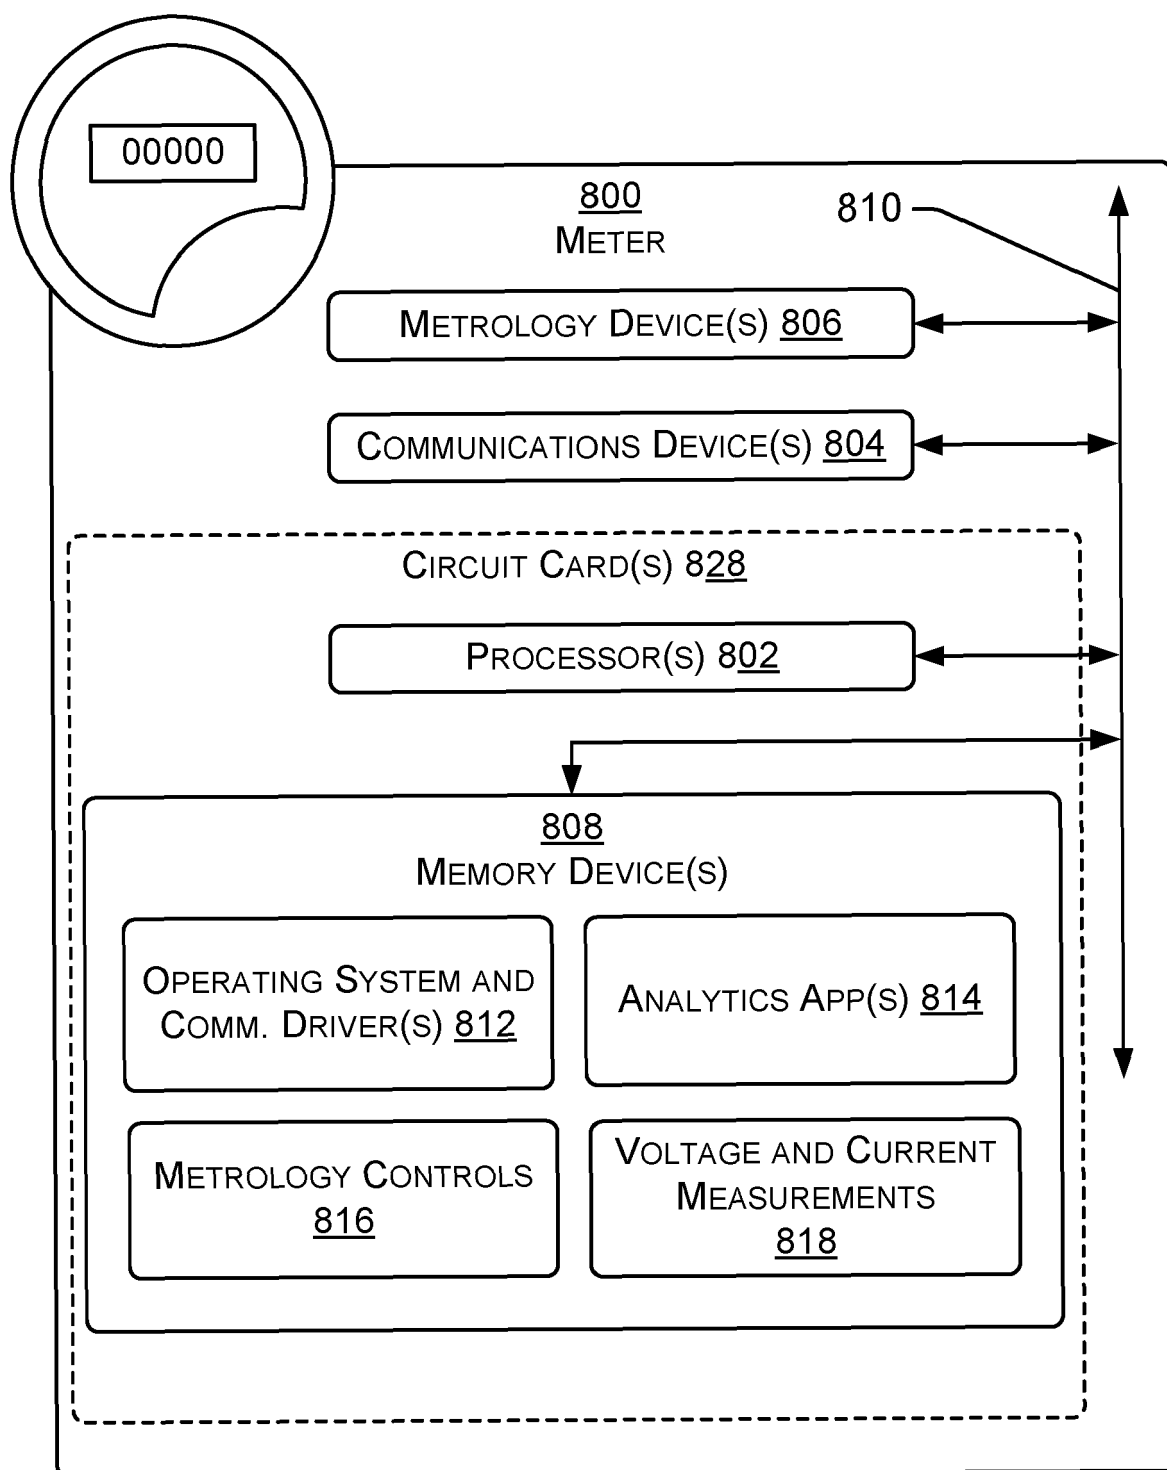 00000
800
METER
810
METROLOGY DEVICE(S) 806
COMMUNICATIONS DEVICE(S) 804
CIRCUIT CARD(S) 828
PROCESSOR(S) 802
808
MEMORY DEVICE(S)
OPERATING SYSTEM AND
COMM. DRIVER(S) 812
ANALYTICS APP(S) 814
METROLOGY CONTROLS
816
VOLTAGE AND CURRENT
MEASUREMENTS
818